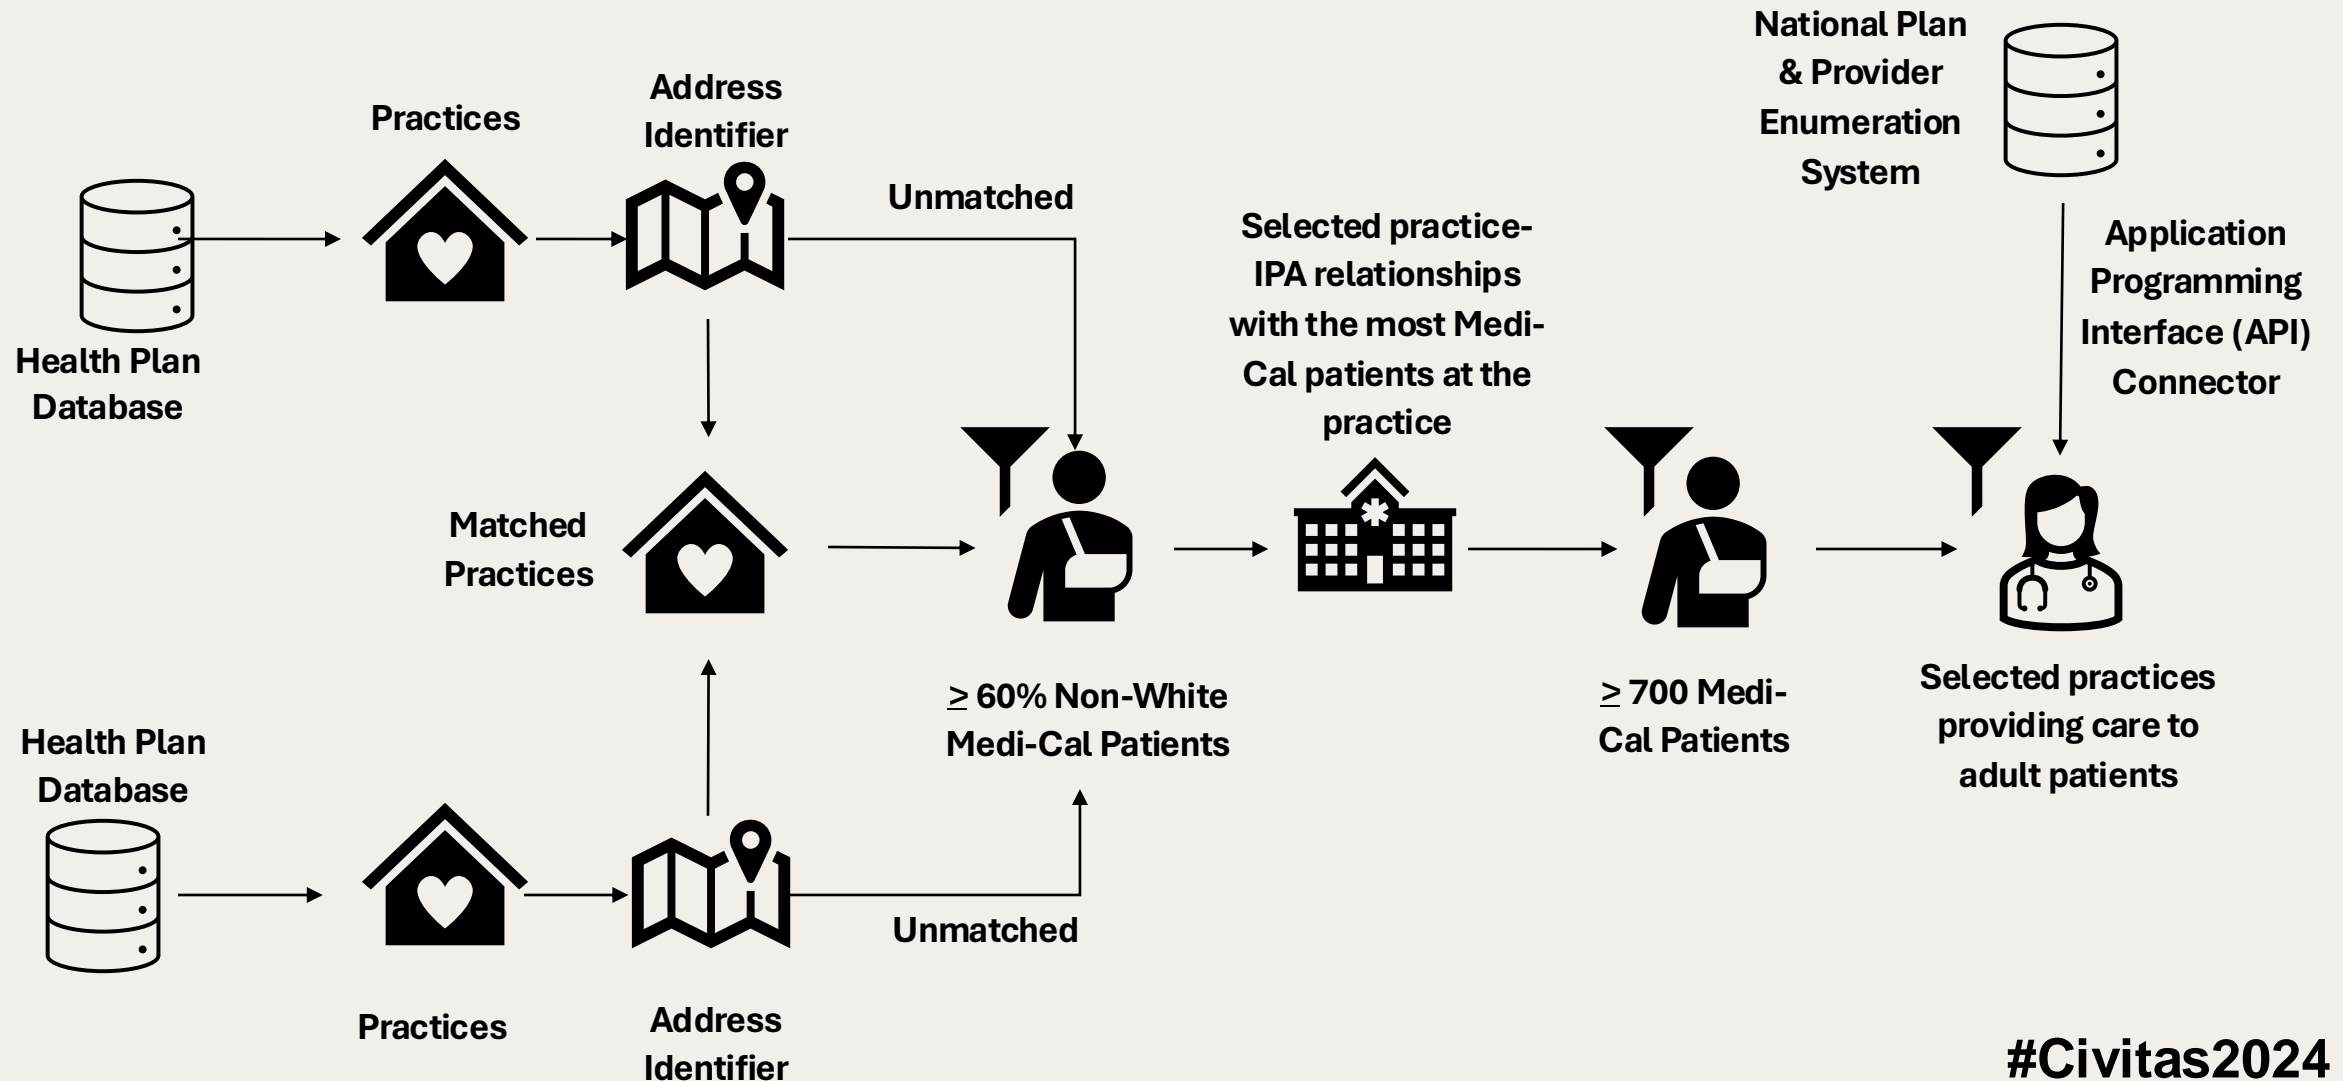 National Plan
& Provider
Enumeration
System
Practices
Address
Identifier
Unmatched
Health Plan
Database
Selected practice-
IPA relationships
with the most Medi-
Cal patients at the
practice
Application
Programming
Interface (API)
Connector
Matched
Practices
≥ 60% Non-White
Medi-Cal Patients
≥ 700 Medi-
Cal Patients
Selected practices
providing care to
adult patients
Health Plan
Database
Unmatched
Practices
Address
Identifier
#Civitas2024